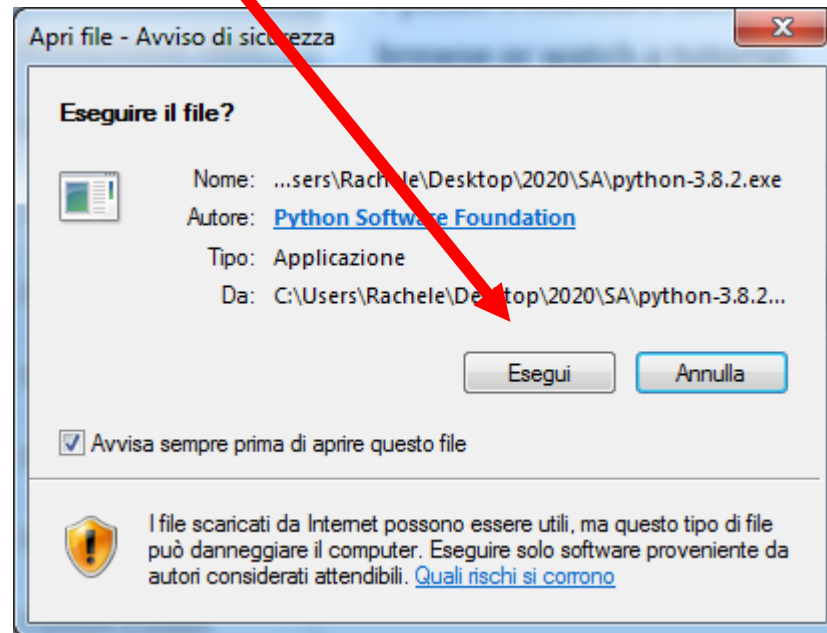 Apri file - Avviso di sicurezza
Eseguire il file?
Nome: ...sers\Rachele\Desktop\2020\SA\python-3.8.2.exe
Autore: Python Software Foundation
Tipo: Applicazione
Da: C:\Users\Rachele\Desktop\2020\SA\python-3.8.2...
Esegui Annulla
Avvisa sempre prima di aprire questo file
I file scaricati da Internet possono essere utili, ma questo tipo di file
può danneggiare il computer. Eseguire solo software proveniente da
autori considerati attendibili. Quali rischi si corrono